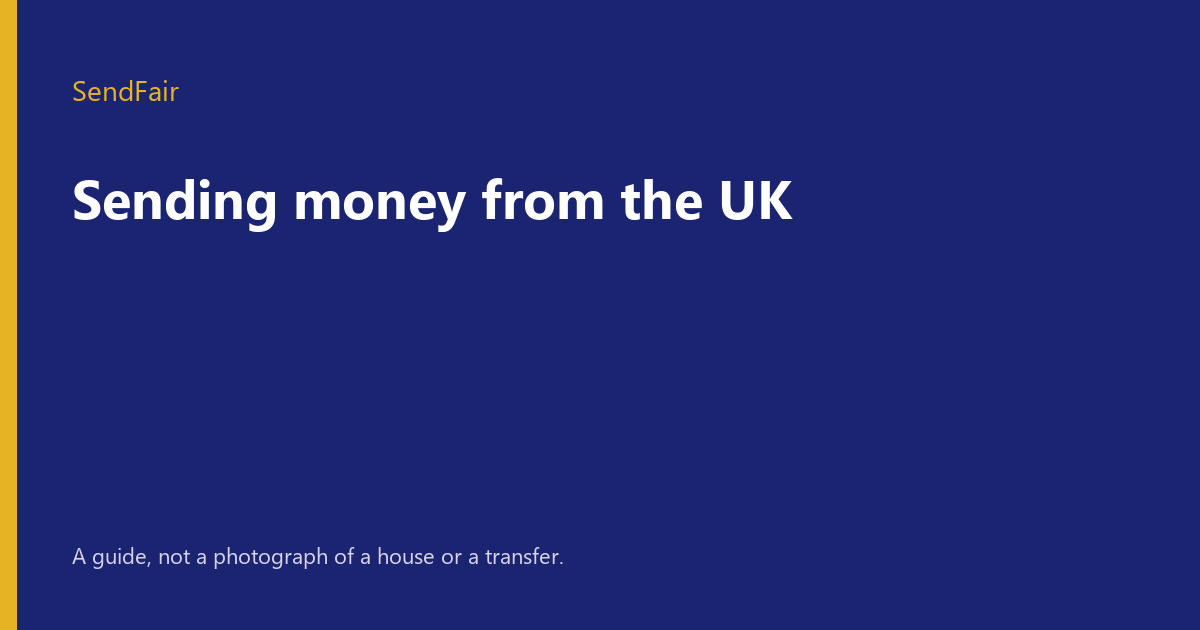 SendFair
Sending money from the UK
A guide, not a photograph of a house or a transfer.